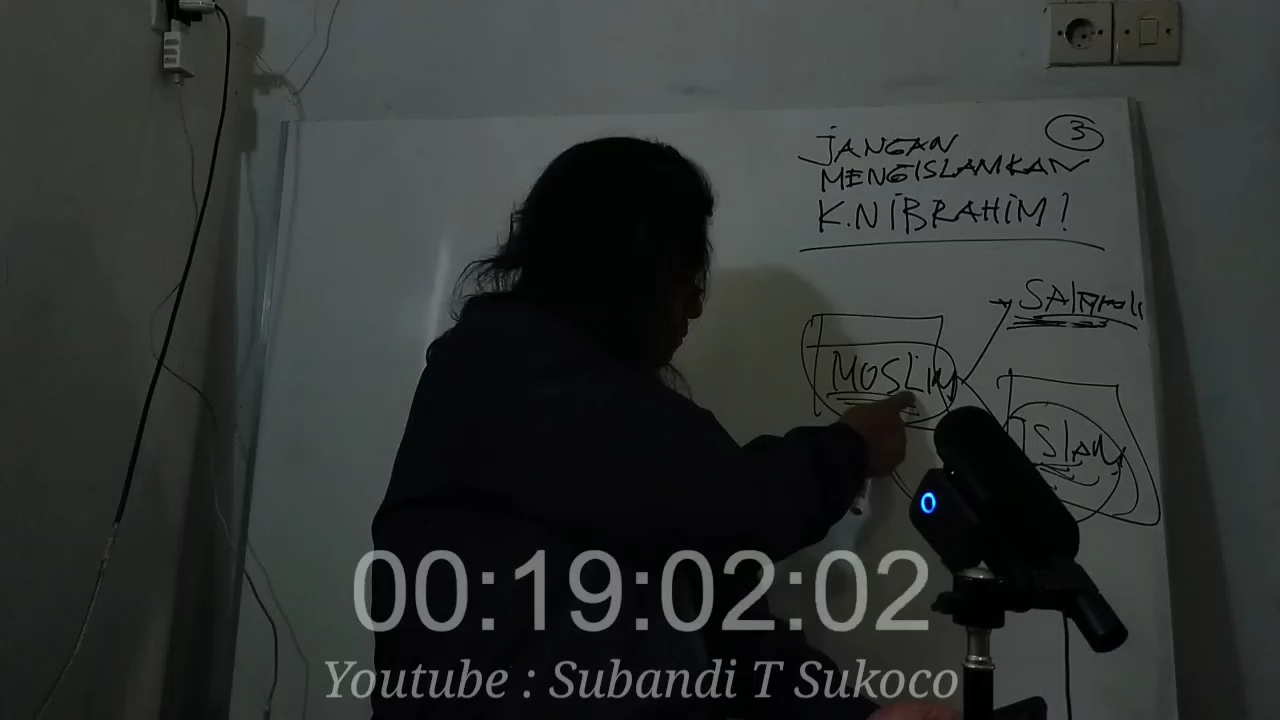 3
JANGAN
MENGISLAMKAN
K.N IBRAHIM!
MOSLIM
ISLAM
00:19:02:02
Youtube : Subandi T Sukoco